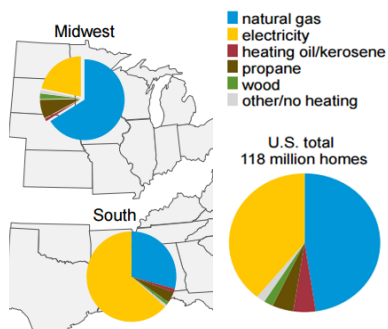 Midwest
natural gas
electricity
heating oil/kerosene
propane
wood
other/no heating
U.S. total
118 million homes
South